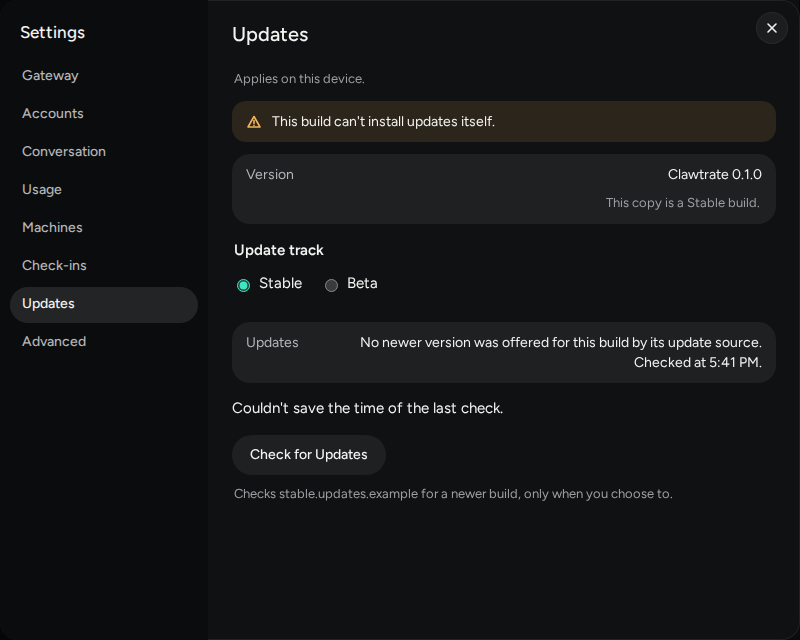 Settings
Gateway
Accounts
Conversation
Usage
Machines
Check-ins
Updates
Advanced
Updates
Applies on this device.
This build can't install updates itself.
Version
Clawtrate 0.1.0
This copy is a Stable build.
Update track
Stable
Beta
Updates
No newer version was offered for this build by its update source.
Checked at 5:41 PM.
Couldn't save the time of the last check.
Check for Updates
Checks stable.updates.example for a newer build, only when you choose to.